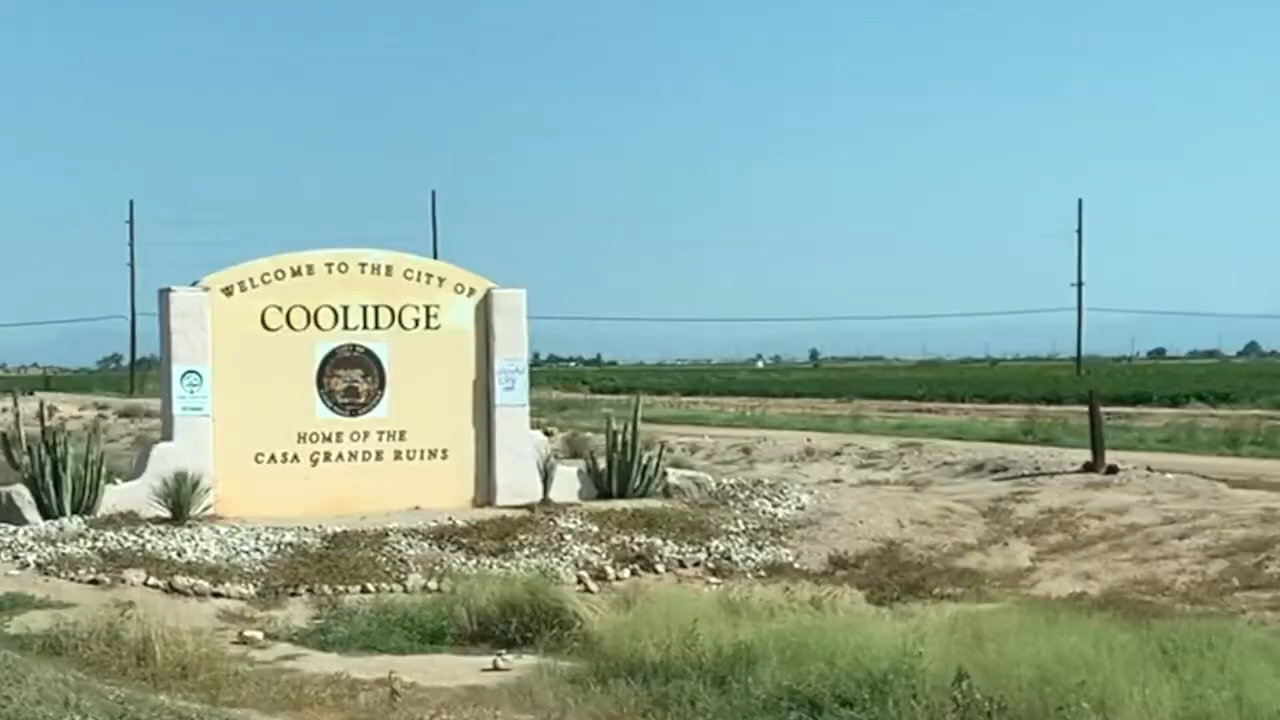 WELCOME TO THE CITY OF
COOLIDGE
HOME OF THE
CASA GRANDE RUINS